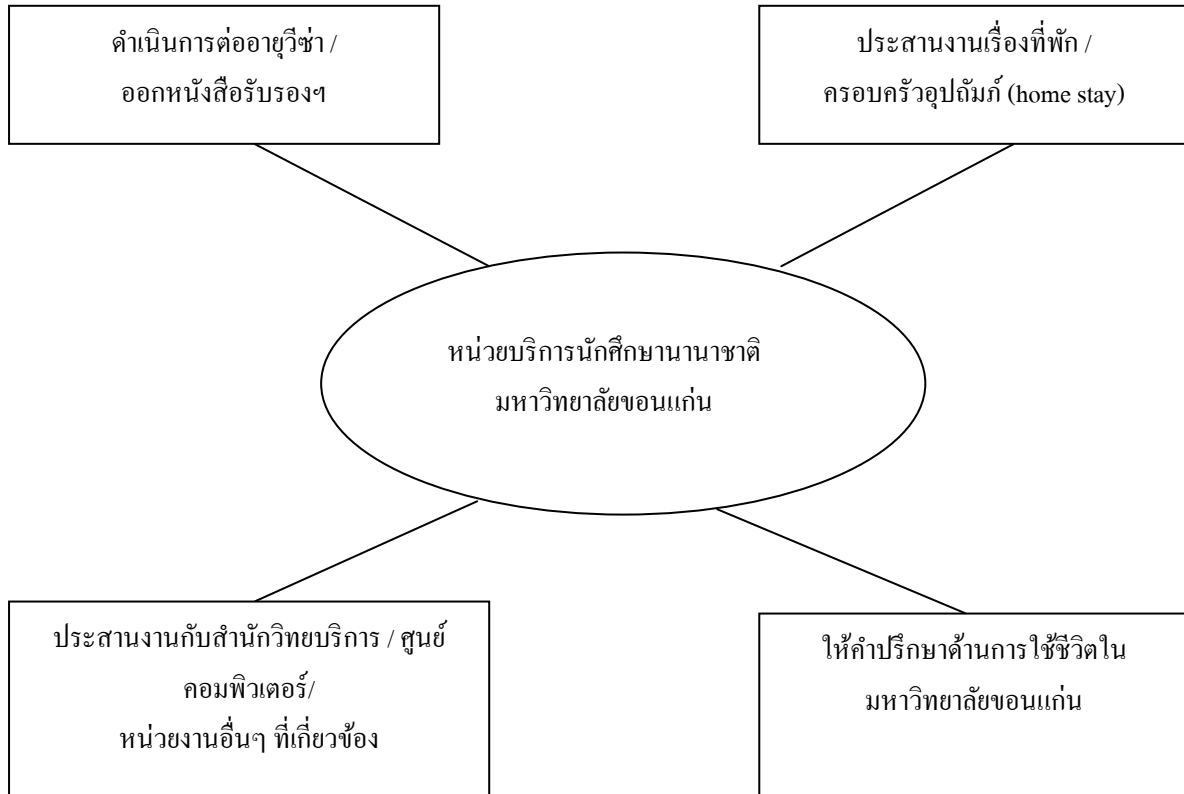 ดำเนินการต่ออายุวีซ่า /
ออกหนังสือรับรองฯ
ประสานงานเรื่องที่พัก /
ครอบครัวอุปถัมภ์ (home stay)
หน่วยบริการนักศึกษานานาชาติ
มหาวิทยาลัยขอนแก่น
ประสานงานกับสำนักวิทยบริการ / ศูนย์
คอมพิวเตอร์/
หน่วยงานอื่นๆ ที่เกี่ยวข้อง
ให้คำปรึกษาด้านการใช้ชีวิตใน
มหาวิทยาลัยขอนแก่น